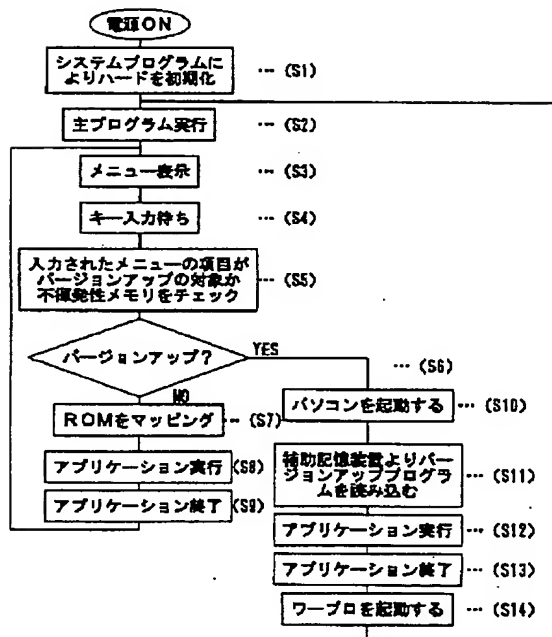 電源ON
システムプログラムに
よりハードを初期化
… (S1)
主プログラム実行
… (S2)
メニュー表示
… (S3)
キー入力待ち
… (S4)
入力されたメニューの項目が
バージョンアップの対象か
不揮発性メモリをチェック
… (S5)
バージョンアップ?
YES
… (S6)
NO
ROMをマッピング
… (S7)
アプリケーション実行
(S8)
アプリケーション終了
(S9)
パソコンを起動する
… (S10)
補助記憶装置よりバー
ジョンアッププログラ
ムを読み込む
… (S11)
アプリケーション実行
… (S12)
アプリケーション終了
… (S13)
ワープロを起動する
… (S14)